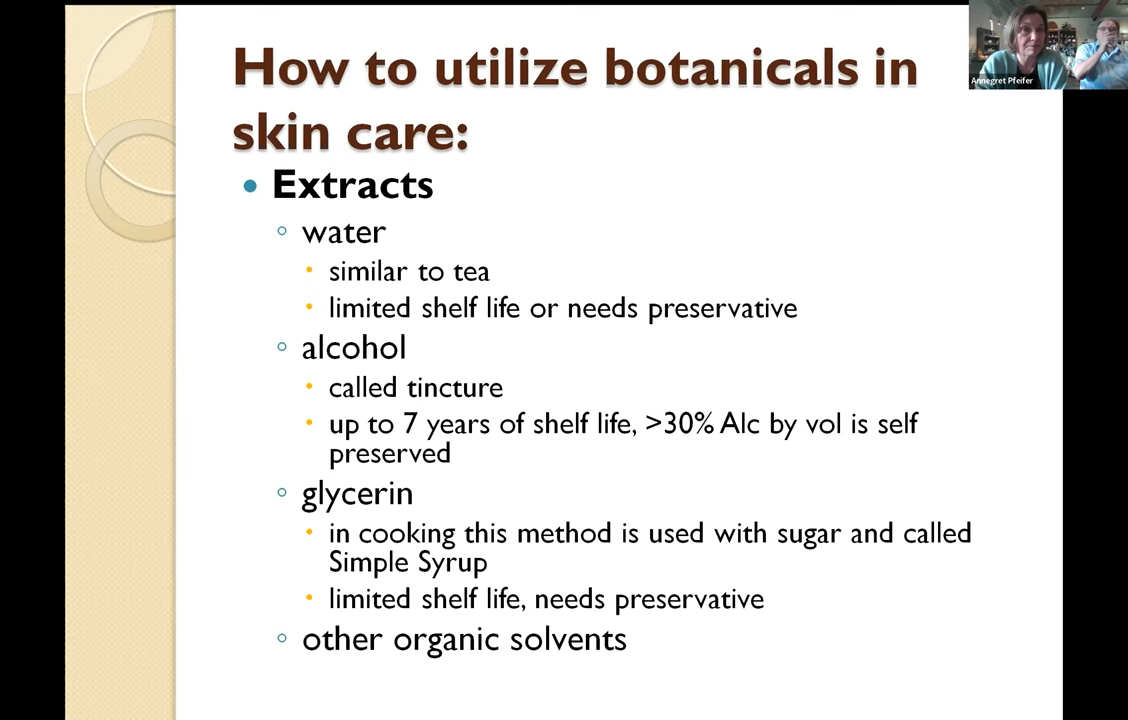 How to utilize botanicals in
skin care:
Annegret Pfeifer
• Extracts
◦ water
▪ similar to tea
▪ limited shelf life or needs preservative
◦ alcohol
▪ called tincture
▪ up to 7 years of shelf life, >30% Alc by vol is self
preserved
◦ glycerin
▪ in cooking this method is used with sugar and called
Simple Syrup
▪ limited shelf life, needs preservative
◦ other organic solvents